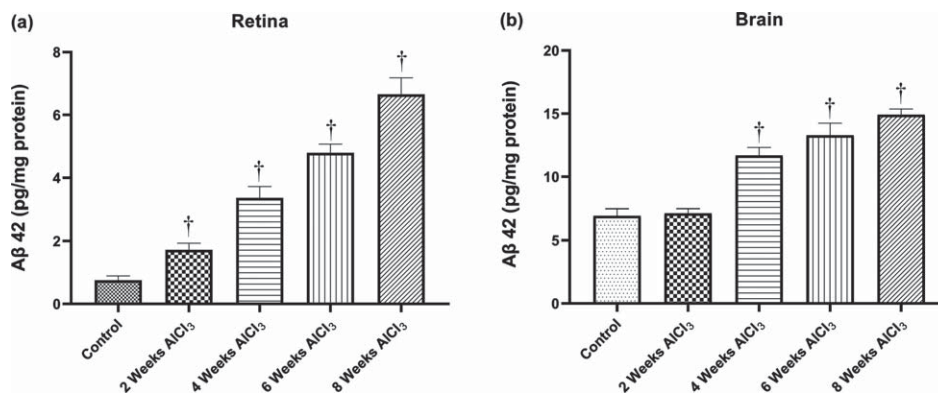 (a)
Retina
Aβ 42 (pg/mg protein)
8
6
4
2
0
†
†
†
†
Control
2 Weeks AlCl₃
4 Weeks AlCl₃
6 Weeks AlCl₃
8 Weeks AlCl₃
(b)
Brain
Aβ 42 (pg/mg protein)
20
15
10
5
0
†
†
†
Control
2 Weeks AlCl₃
4 Weeks AlCl₃
6 Weeks AlCl₃
8 Weeks AlCl₃